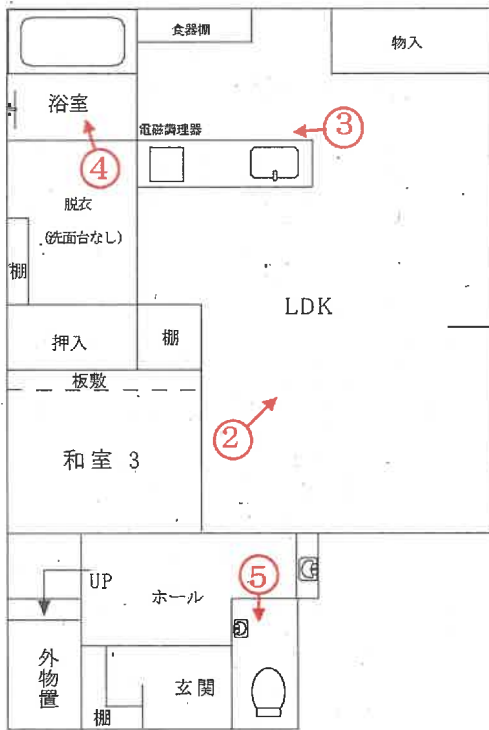 食器棚
物入
浴室
電磁調理器
③
④
脱衣
(洗面台なし)
棚
LDK
押入
棚
板敷
②
和室 3
UP
ホール
⑤
外物置
玄関
棚